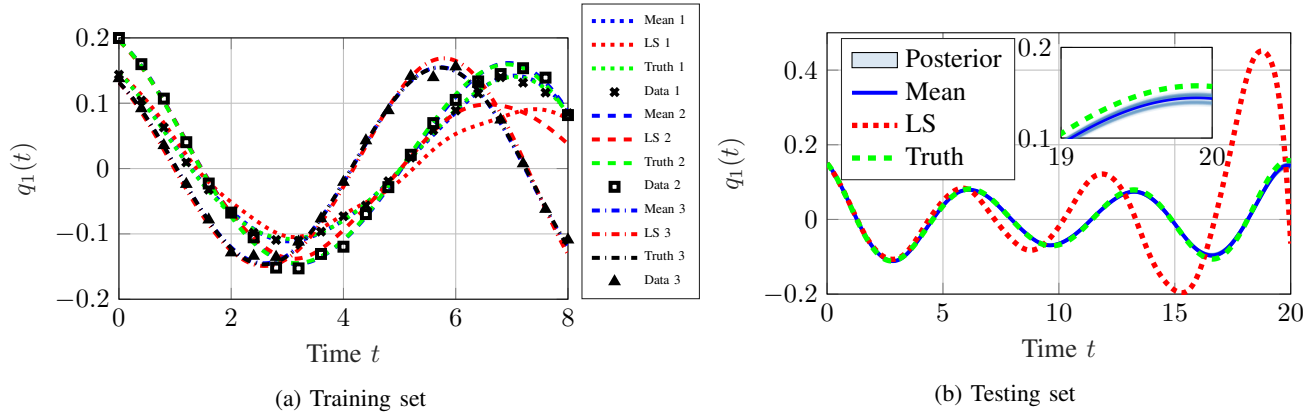 0.2
0.1
0
−0.1
−0.2
0
2
4
6
8
q1(t)
Time t
Mean 1
LS 1
Truth 1
Data 1
Mean 2
LS 2
Truth 2
Data 2
Mean 3
LS 3
Truth 3
Data 3
(a) Training set
0.4
0.2
0
−0.2
0
5
10
15
20
q1(t)
Time t
Posterior
Mean
LS
Truth
0.2
0.1
19
20
(b) Testing set